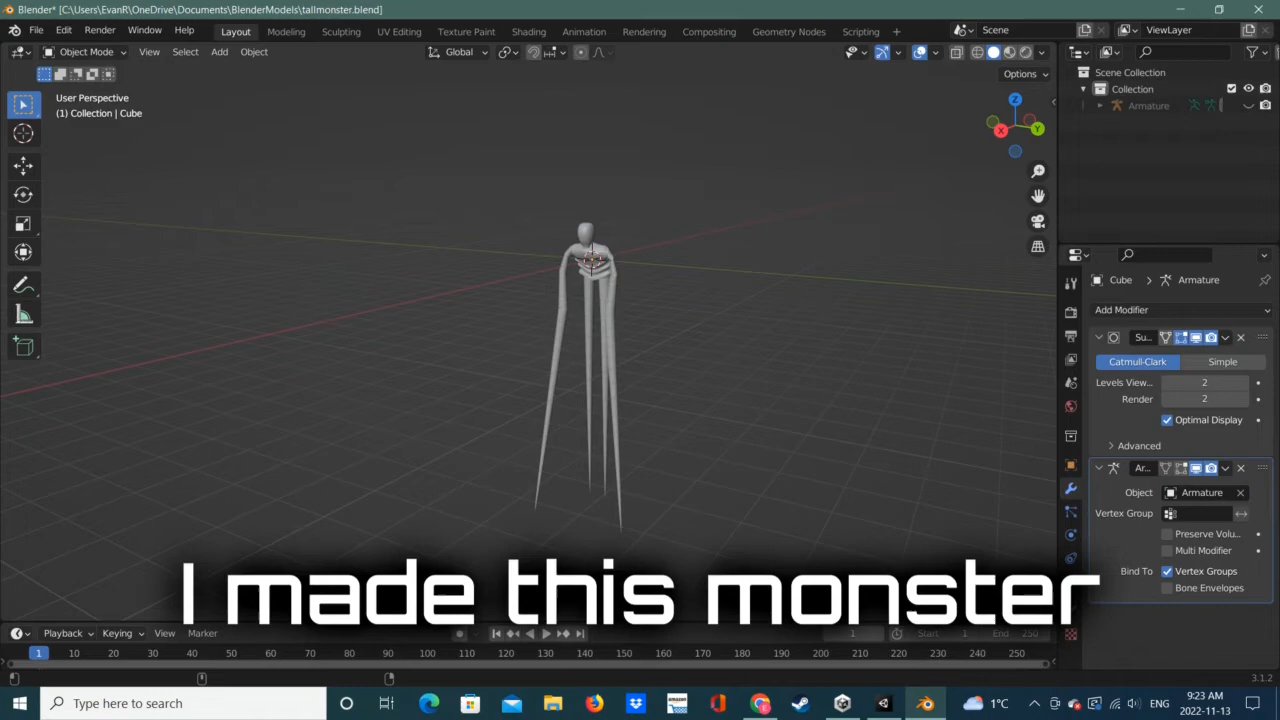 Blender* [C:\Users\EvanR\OneDrive\Documents\BlenderModels\tallmonster.blend]
File Edit Render Window Help Layout Modeling Sculpting UV Editing Texture Paint Shading Animation Rendering Compositing Geometry Nodes Scripting + Scene ViewLayer
Object Mode View Select Add Object Global
Options
User Perspective
(1) Collection | Cube
Z
X
Y
Scene Collection
Collection
Armature
Cube > Armature
Add Modifier
Su...
Catmull-Clark Simple
Levels View... 2
Render 2
Optimal Display
Advanced
Ar...
Object Armature
Vertex Group
Preserve Volu...
Multi Modifier
Bind To Vertex Groups
Bone Envelopes
I made this monster
Playback Keying View Marker 1 Start 1 End 250
1 10 20 30 40 50 60 70 80 90 100 110 120 130 140 150 160 170 180 190 200 210 220 230 240 250
3.1.2
Type here to search
amazon
1°C
ENG
9:23 AM
2022-11-13